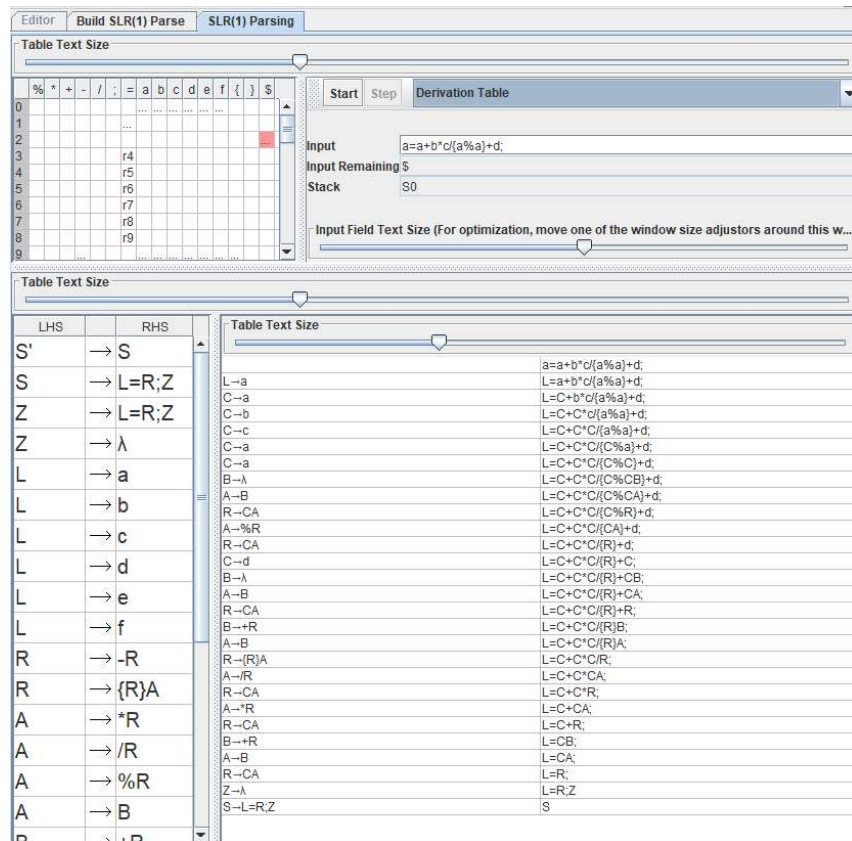 Editor Build SLR(1) Parse SLR(1) Parsing
Table Text Size
% * + - / ; = a b c d e f { } $
0 ... ... ... ... ... ...
1 ...
2 ...
3 r4
4 r5
5 r6
6 r7
7 r8
8 r9
9 ... ... ... ... ... ... ... ...
Start Step Derivation Table
Input a=a+b*c/{a%a}+d;
Input Remaining $
Stack S0
Input Field Text Size (For optimization, move one of the window size adjustors around this w...
Table Text Size
LHS RHS
S' → S
S → L=R;Z
Z → L=R;Z
Z → λ
L → a
L → b
L → c
L → d
L → e
L → f
R → -R
R → {R}A
A → *R
A → /R
A → %R
A → B
Table Text Size
a=a+b*c/{a%a}+d;
L→a L=a+b*c/{a%a}+d;
C→a L=C+b*c/{a%a}+d;
C→b L=C+C*c/{a%a}+d;
C→c L=C+C*C/{a%a}+d;
C→a L=C+C*C/{C%a}+d;
C→a L=C+C*C/{C%C}+d;
B→λ L=C+C*C/{C%CB}+d;
A→B L=C+C*C/{C%CA}+d;
R→CA L=C+C*C/{C%R}+d;
A→%R L=C+C*C/{CA}+d;
R→CA L=C+C*C/{R}+d;
C→d L=C+C*C/{R}+C;
B→λ L=C+C*C/{R}+CB;
A→B L=C+C*C/{R}+CA;
R→CA L=C+C*C/{R}+R;
B→+R L=C+C*C/{R}B;
A→B L=C+C*C/{R}A;
R→{R}A L=C+C*C/R;
A→/R L=C+C*CA;
R→CA L=C+C*R;
A→*R L=C+CA;
R→CA L=C+R;
B→+R L=CB;
A→B L=CA;
R→CA L=R;
Z→λ L=R;Z
S→L=R;Z S